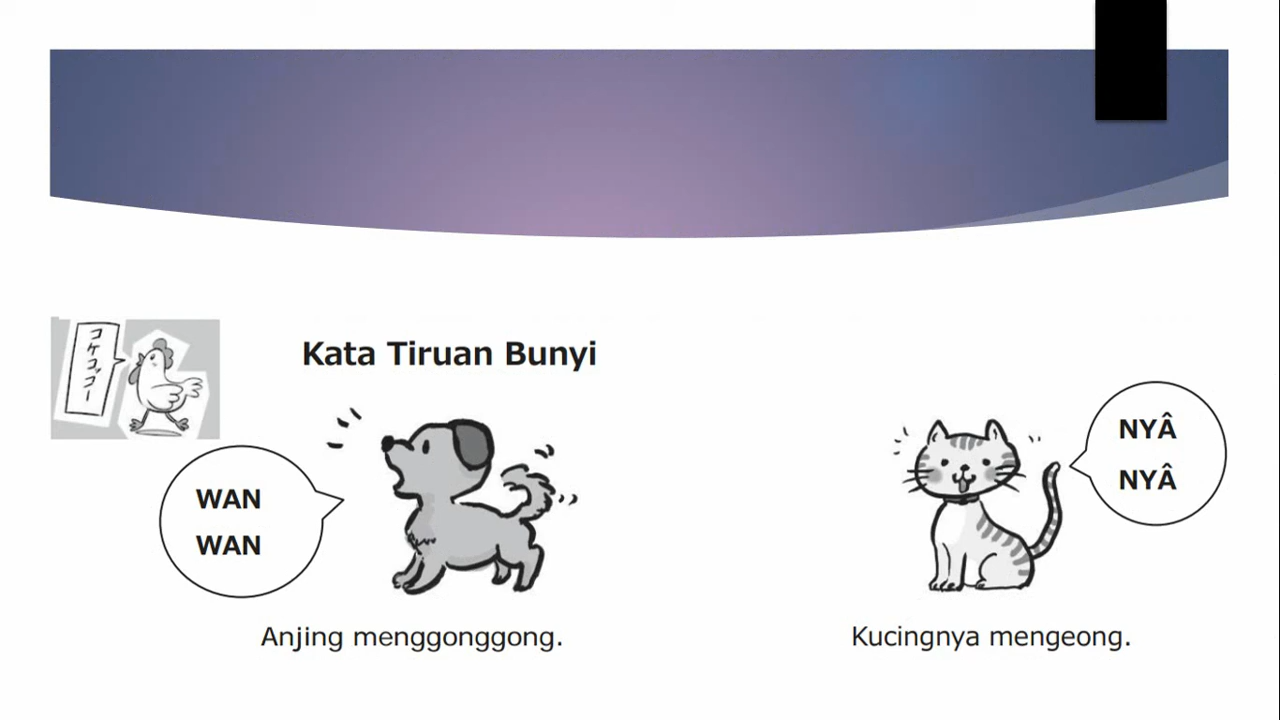 コケコッコー
Kata Tiruan Bunyi
WAN
WAN
NYÂ
NYÂ
Anjing menggonggong.
Kucingnya mengeong.